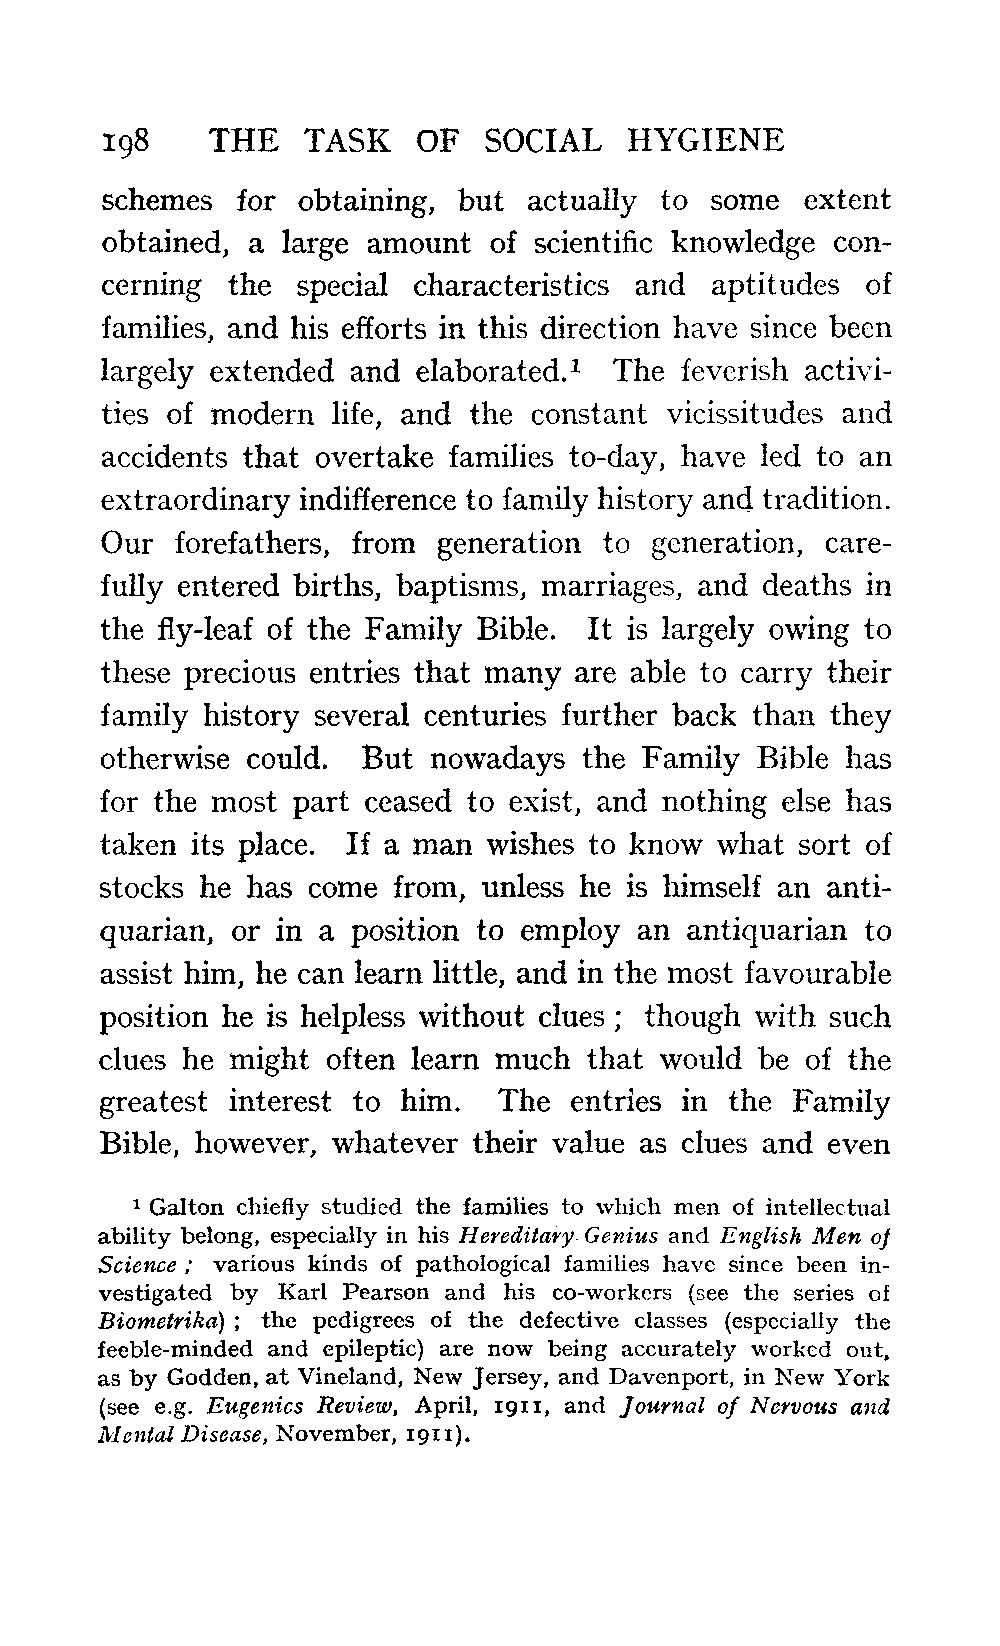 198 THE TASK OF SOCIAL HYGIENE
schemes for obtaining, but actually to some extent
obtained, a large amount of scientific knowledge con-
cerning the special characteristics and aptitudes of
families, and his efforts in this direction have since been
largely extended and elaborated.¹ The feverish activi-
ties of modern life, and the constant vicissitudes and
accidents that overtake families to-day, have led to an
extraordinary indifference to family history and tradition.
Our forefathers, from generation to generation, care-
fully entered births, baptisms, marriages, and deaths in
the fly-leaf of the Family Bible. It is largely owing to
these precious entries that many are able to carry their
family history several centuries further back than they
otherwise could. But nowadays the Family Bible has
for the most part ceased to exist, and nothing else has
taken its place. If a man wishes to know what sort of
stocks he has come from, unless he is himself an anti-
quarian, or in a position to employ an antiquarian to
assist him, he can learn little, and in the most favourable
position he is helpless without clues ; though with such
clues he might often learn much that would be of the
greatest interest to him. The entries in the Family
Bible, however, whatever their value as clues and even
¹ Galton chiefly studied the families to which men of intellectual
ability belong, especially in his Hereditary Genius and English Men of
Science ; various kinds of pathological families have since been in-
vestigated by Karl Pearson and his co-workers (see the series of
Biometrika) ; the pedigrees of the defective classes (especially the
feeble-minded and epileptic) are now being accurately worked out,
as by Godden, at Vineland, New Jersey, and Davenport, in New York
(see e.g. Eugenics Review, April, 1911, and Journal of Nervous and
Mental Disease, November, 1911).